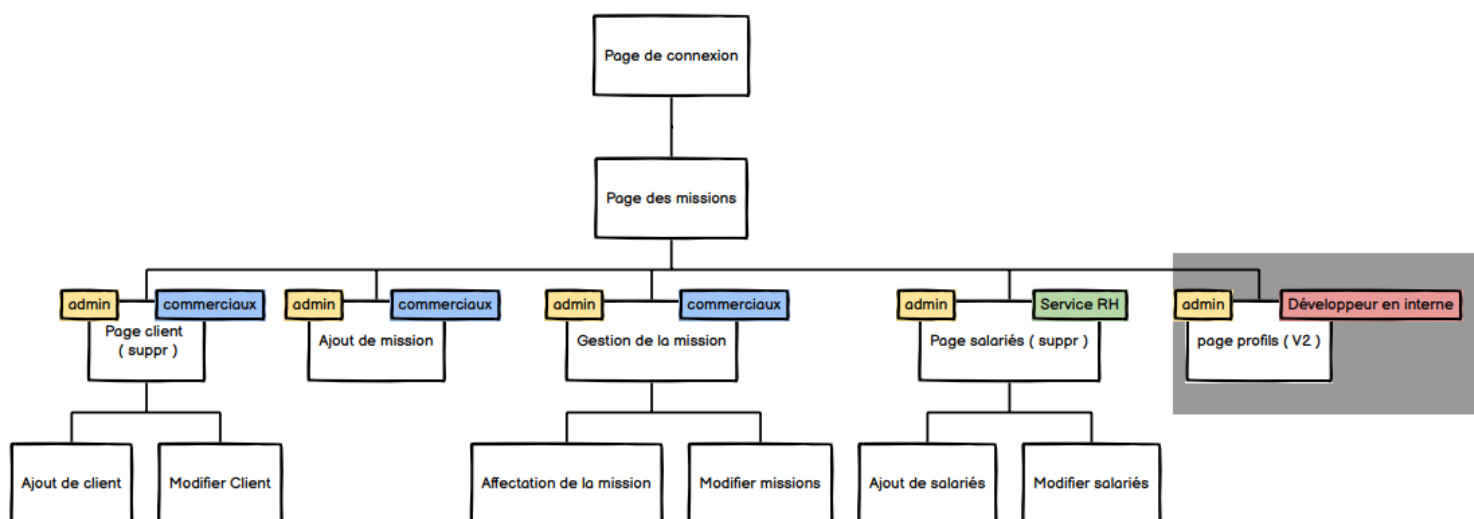 Page de connexion
Page des missions
admin
commerciaux
admin
commerciaux
admin
commerciaux
admin
Service RH
admin
Développeur en interne
Page client
( suppr )
Ajout de mission
Gestion de la mission
Page salariés ( suppr )
page profils ( V2 )
Ajout de client
Modifier Client
Affectation de la mission
Modifier missions
Ajout de salariés
Modifier salariés